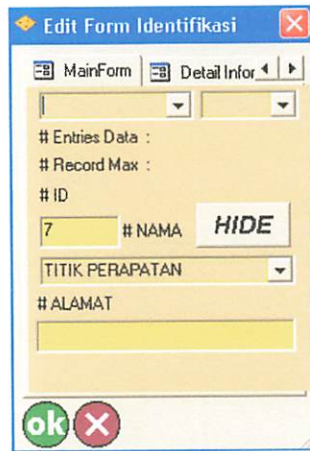 Edit Form Identifikasi
MainForm Detail Infor
# Entries Data :
# Record Max :
# ID
7 # NAMA HIDE
TITIK PERAPATAN
# ALAMAT
ok